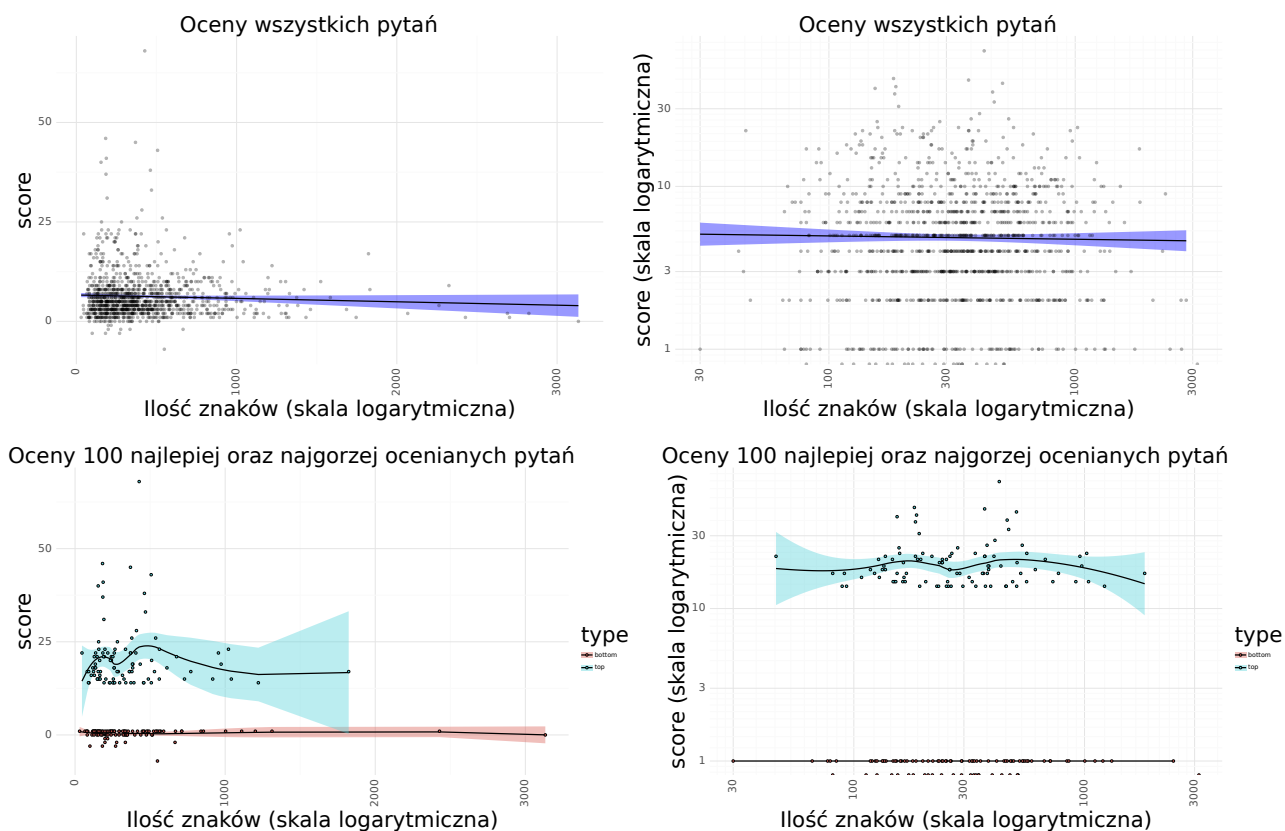 Oceny wszystkich pytań
score
50
25
0
0
1000
2000
3000
Ilość znaków (skala logarytmiczna)
Oceny wszystkich pytań
score (skala logarytmiczna)
30
10
3
1
30
100
300
1000
3000
Ilość znaków (skala logarytmiczna)
Oceny 100 najlepiej oraz najgorzej ocenianych pytań
score
50
25
0
0
1000
2000
3000
Ilość znaków (skala logarytmiczna)
type
bottom
top
Oceny 100 najlepiej oraz najgorzej ocenianych pytań
score (skala logarytmiczna)
30
10
3
1
30
100
300
1000
3000
Ilość znaków (skala logarytmiczna)
type
bottom
top